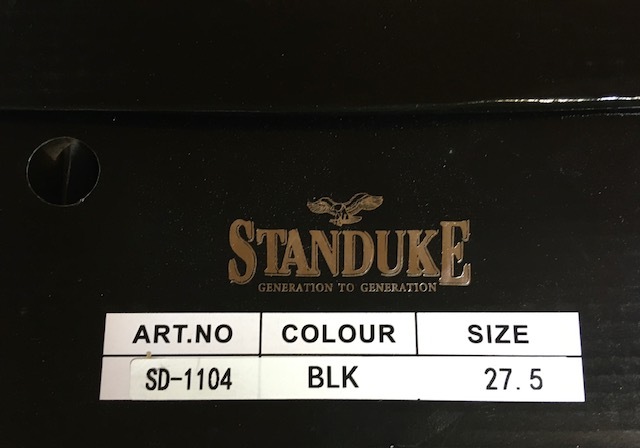 STANDUKE
GENERATION TO GENERATION
ART.NO COLOUR SIZE
SD-1104 BLK 27.5